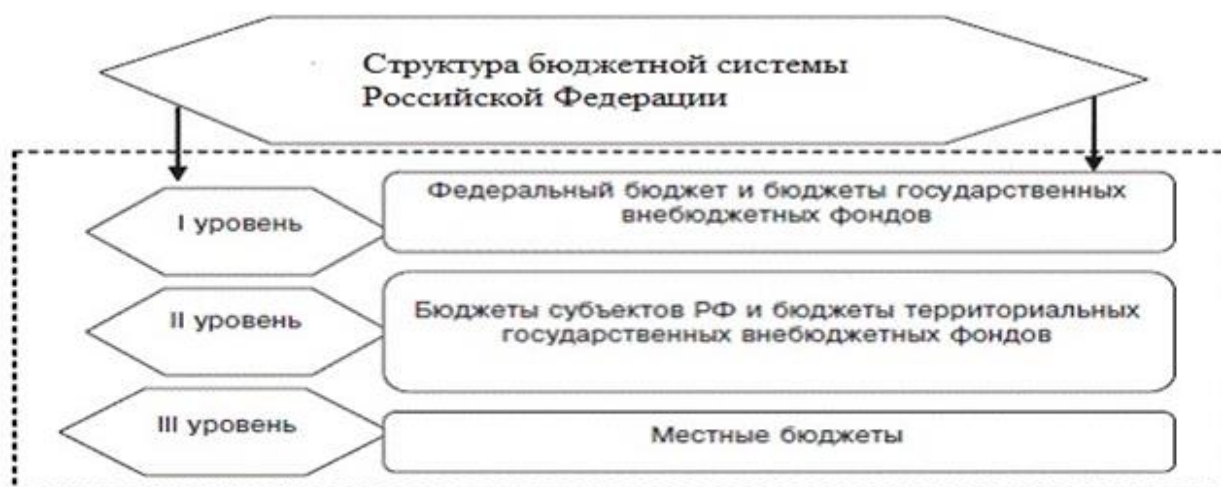 Структура бюджетной системы
Российской Федерации
I уровень
Федеральный бюджет и бюджеты государственных
внебюджетных фондов
II уровень
Бюджеты субъектов РФ и бюджеты территориальных
государственных внебюджетных фондов
III уровень
Местные бюджеты